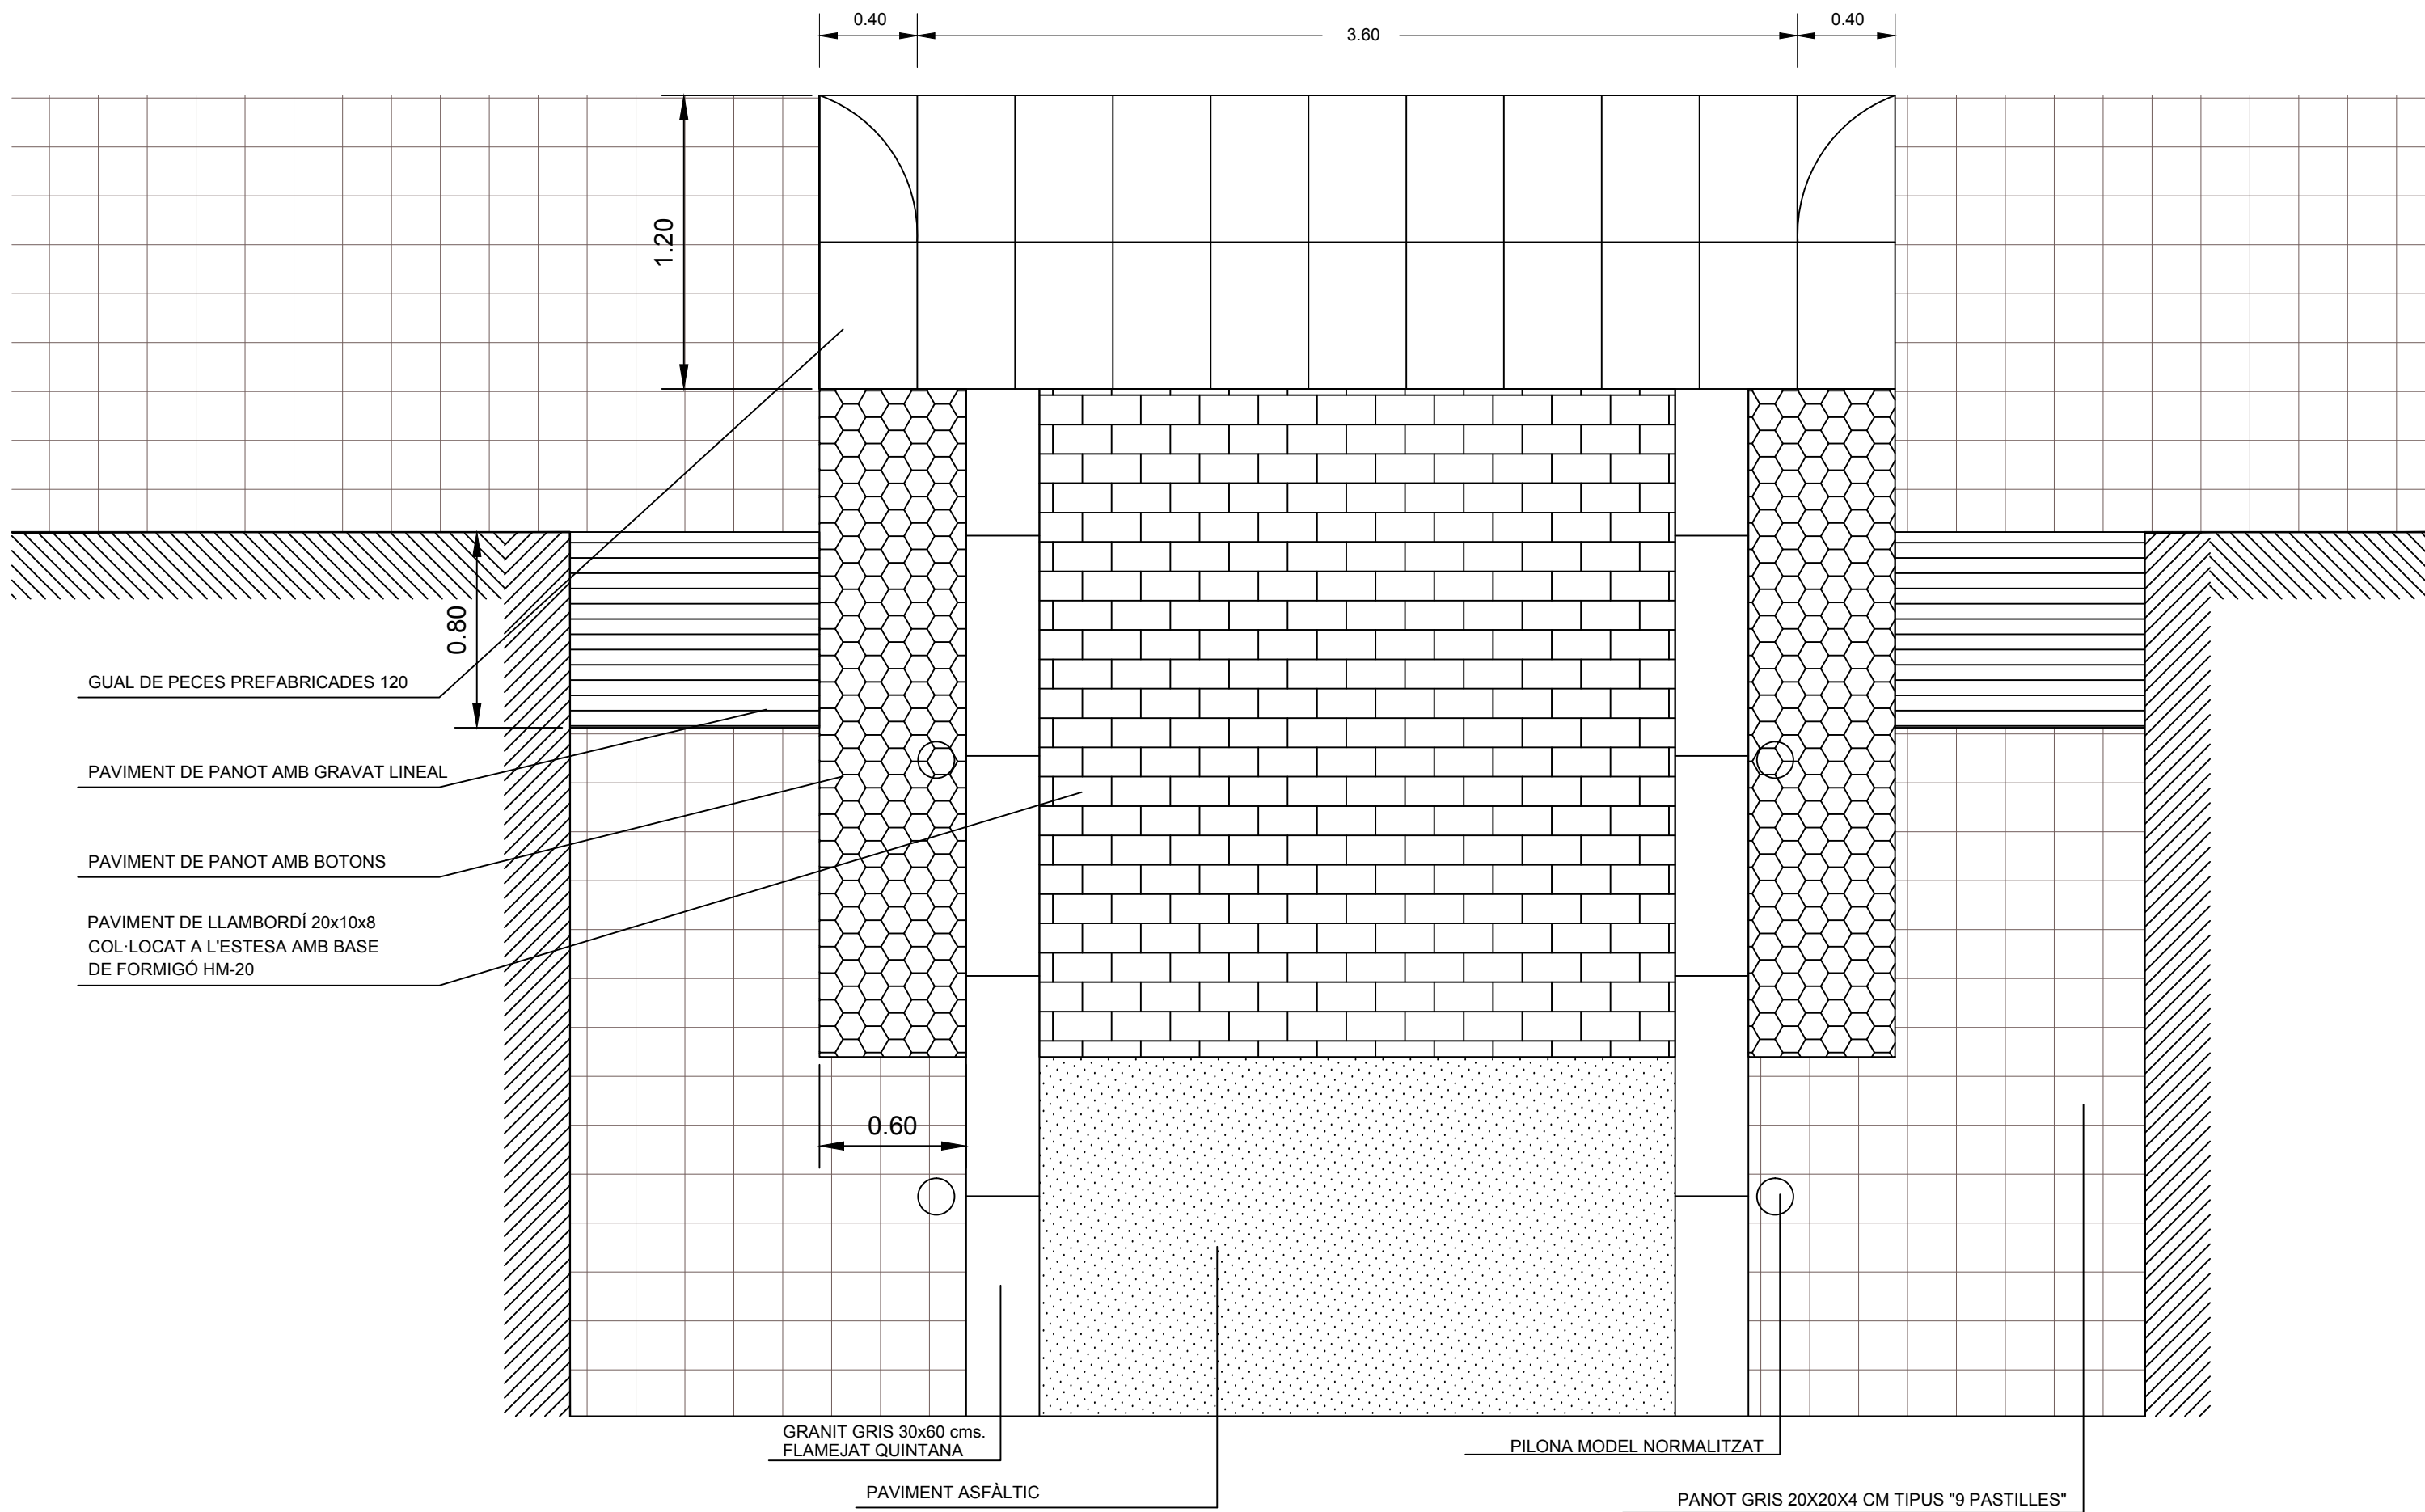 0.40
3.60
0.40
1.20
0.80
GUAL DE PECES PREFABRICADES 120
PAVIMENT DE PANOT AMB GRAVAT LINEAL
PAVIMENT DE PANOT AMB BOTONS
PAVIMENT DE LLAMBORDÍ 20x10x8
COL·LOCAT A L'ESTESA AMB BASE
DE FORMIGÓ HM-20
0.60
GRANIT GRIS 30x60 cms.
FLAMEJAT QUINTANA
PILONA MODEL NORMALITZAT
PAVIMENT ASFÀLTIC
PANOT GRIS 20X20X4 CM TIPUS "9 PASTILLES"